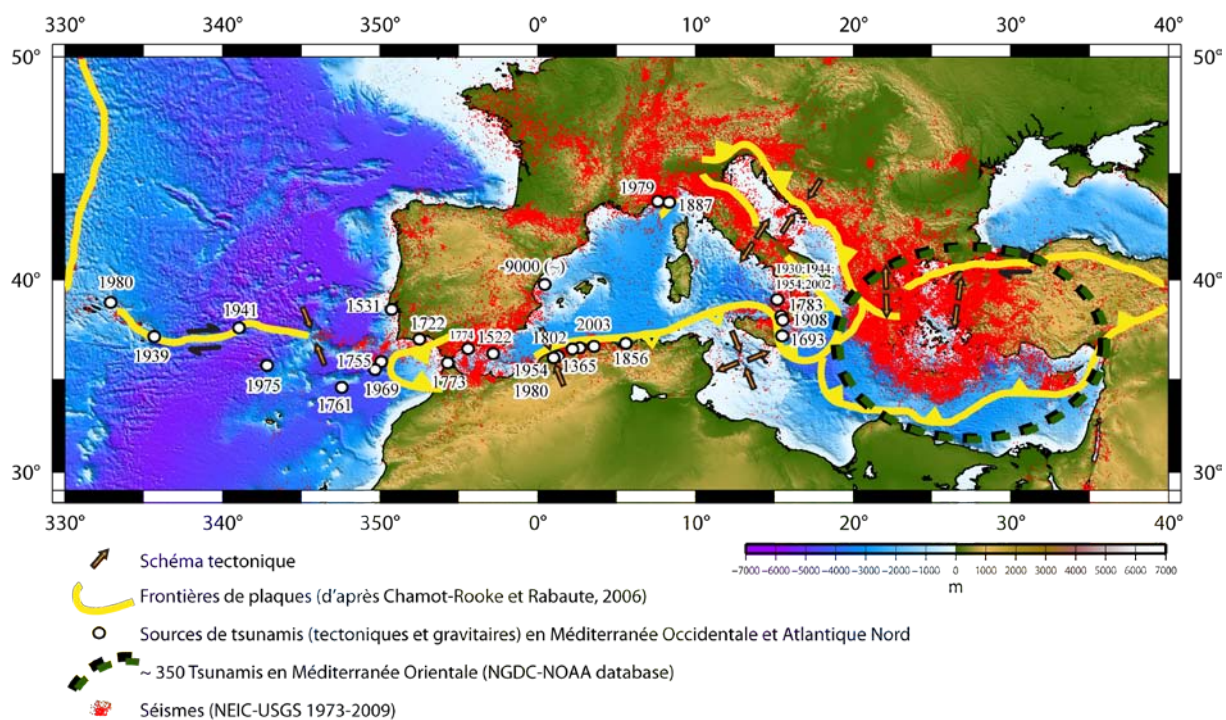 330° 340° 350° 0° 10° 20° 30° 40°
50° 50°
1979
1887
-9000 (~)
40° 1930;1944; 40°
1980 1954;2002
1531 1783
1941 1722 1774 1522 1802 2003 1908
1939 1755 1693
1975 1969 1773 1954 1365 1856
1761 1980
30° 30°
330° 340° 350° 0° 10° 20° 30° 40°
Schéma tectonique
−7000 −6000 −5000 −4000 −3000 −2000 −1000 0 1000 2000 3000 4000 5000 6000 7000
m
Frontières de plaques (d'après Chamot-Rooke et Rabaute, 2006)
Sources de tsunamis (tectoniques et gravitaires) en Méditerranée Occidentale et Atlantique Nord
~ 350 Tsunamis en Méditerranée Orientale (NGDC-NOAA database)
Séismes (NEIC-USGS 1973-2009)